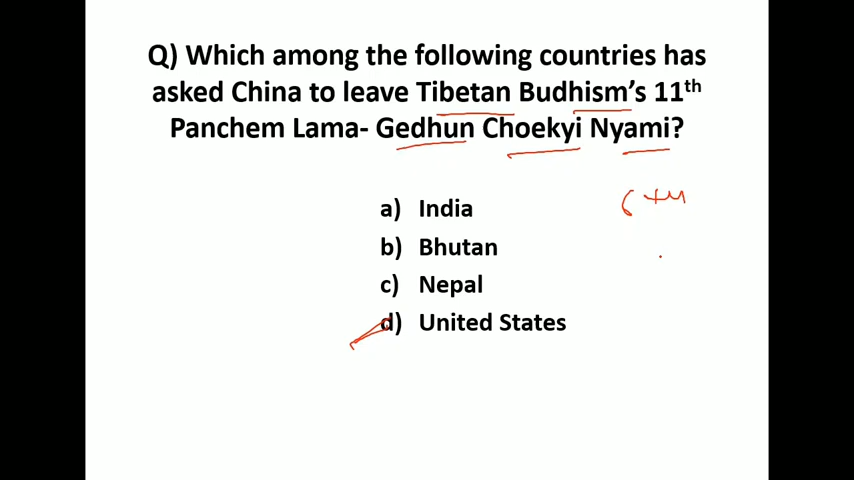 Q) Which among the following countries has
asked China to leave Tibetan Budhism's 11th
Panchem Lama- Gedhun Choekyi Nyami?
6th
a) India
b) Bhutan
c) Nepal
d) United States